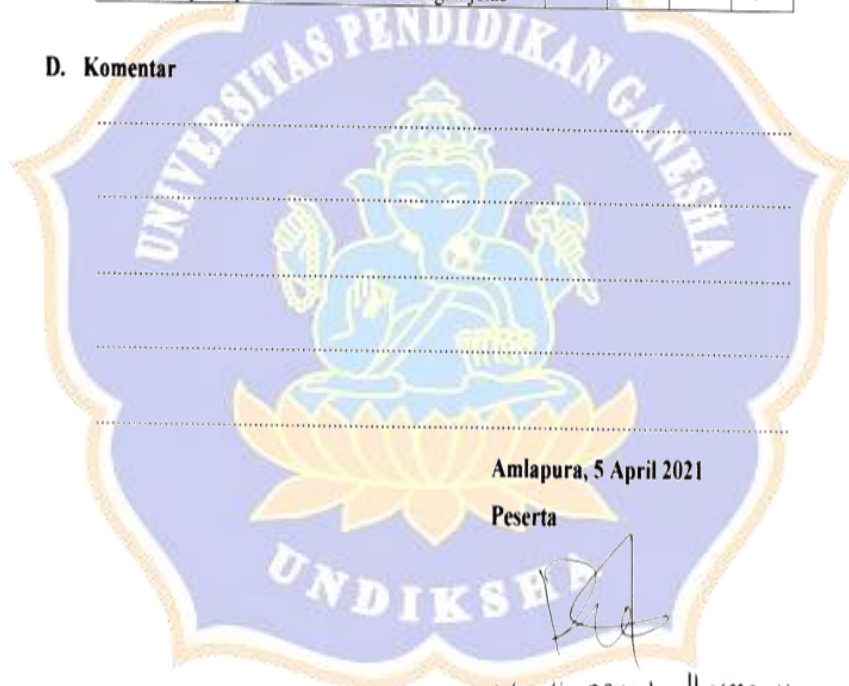 D. Komentar
UNIVERSITAS PENDIDIKAN GANESHA
Amlapura, 5 April 2021
Peserta
UNDIKSHA